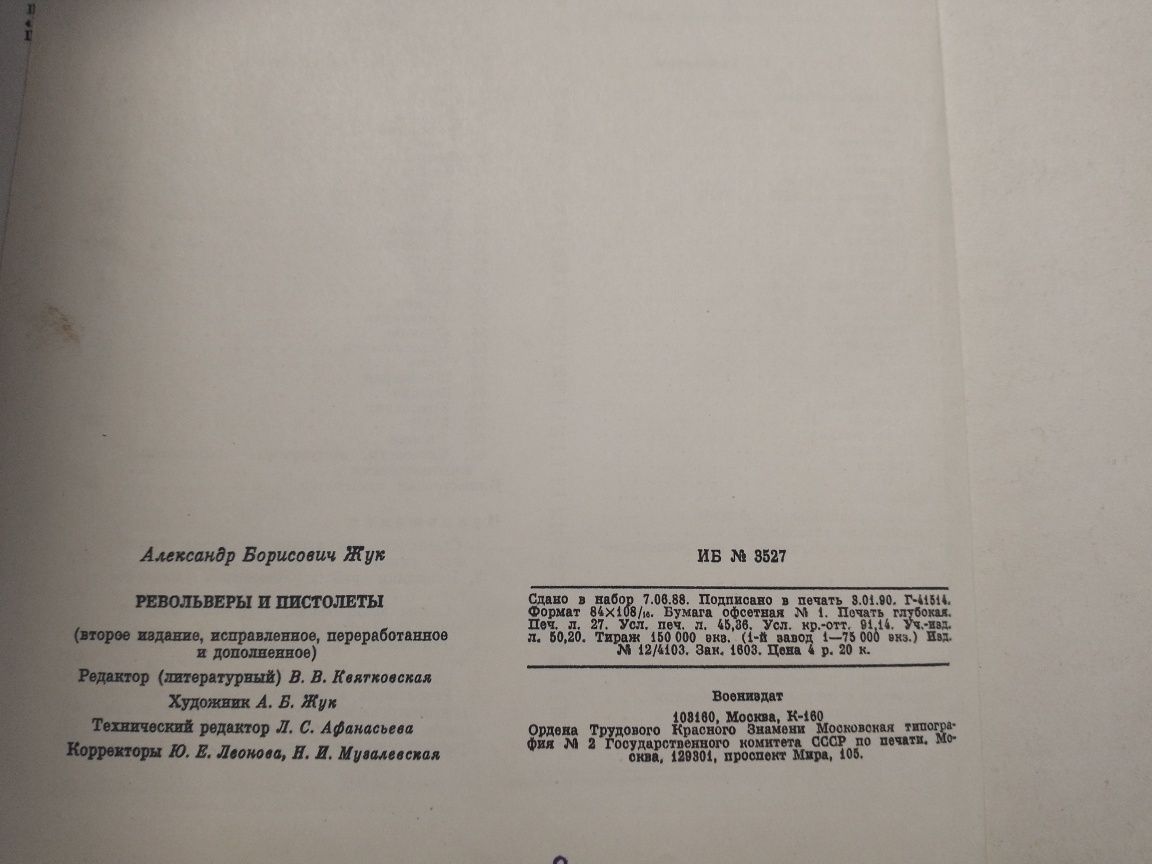 Александр Борисович Жук
РЕВОЛЬВЕРЫ И ПИСТОЛЕТЫ
(второе издание, исправленное, переработанное
и дополненное)
Редактор (литературный) В. В. Квятковская
Художник А. Б. Жук
Технический редактор Л. С. Афанасьева
Корректоры Ю. Е. Леонова, Н. И. Музалевская
ИБ № 3527
Сдано в набор 7.06.88. Подписано в печать 3.01.90. Г-41514.
Формат 84×108/16. Бумага офсетная № 1. Печать глубокая.
Печ. л. 27. Усл. печ. л. 45,36. Усл. кр.-отт. 91,14. Уч.-изд.
л. 50,20. Тираж 150 000 экз. (1-й завод 1—75 000 экз.) Изд.
№ 12/4103. Зак. 1603. Цена 4 р. 20 к.
Воениздат
103160, Москва, К-160
Ордена Трудового Красного Знамени Московская типогра-
фия № 2 Государственного комитета СССР по печати. Мо-
сква, 129301, проспект Мира, 105.